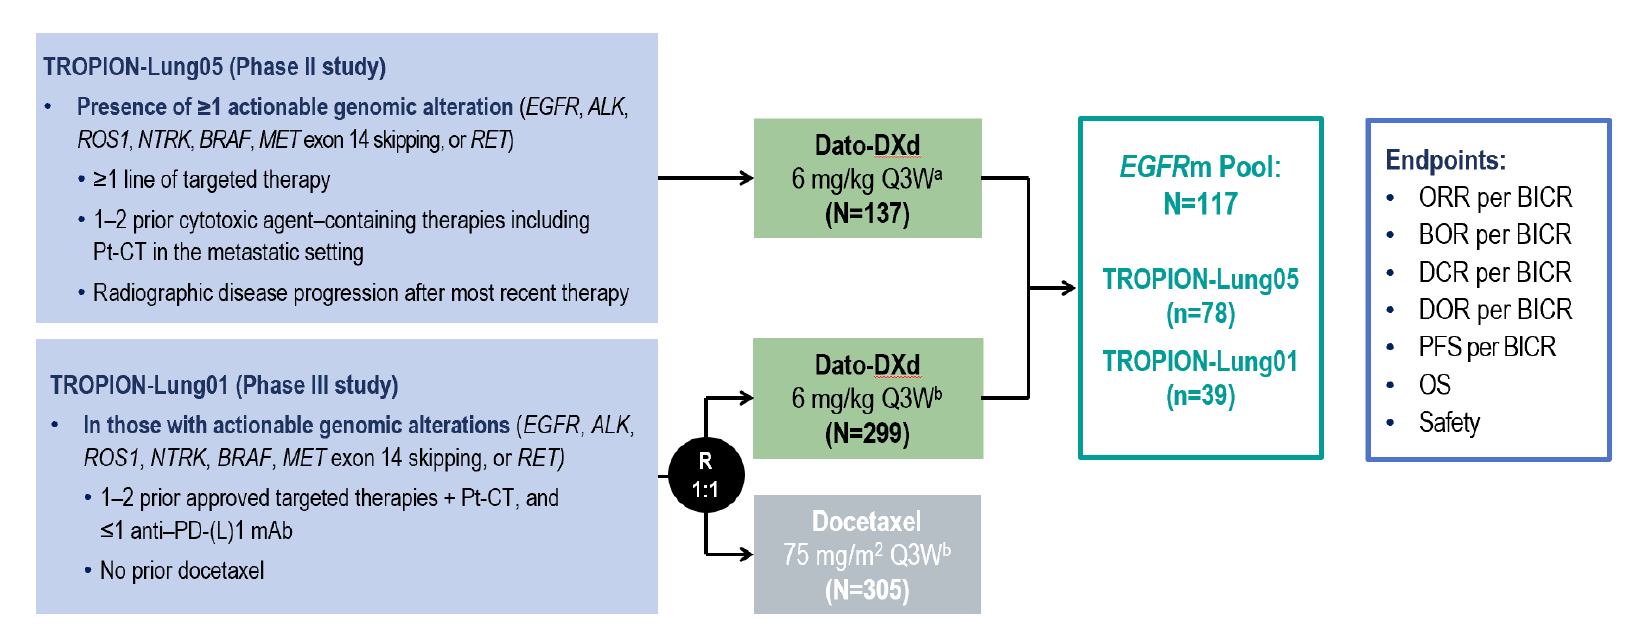 TROPION-Lung05 (Phase II study)
• Presence of ≥1 actionable genomic alteration (EGFR, ALK,
ROS1, NTRK, BRAF, MET exon 14 skipping, or RET)
• ≥1 line of targeted therapy
• 1–2 prior cytotoxic agent–containing therapies including
Pt-CT in the metastatic setting
• Radiographic disease progression after most recent therapy
TROPION-Lung01 (Phase III study)
• In those with actionable genomic alterations (EGFR, ALK,
ROS1, NTRK, BRAF, MET exon 14 skipping, or RET)
• 1–2 prior approved targeted therapies + Pt-CT, and
≤1 anti–PD-(L)1 mAb
• No prior docetaxel
R
1:1
Dato-DXd
6 mg/kg Q3Wᵃ
(N=137)
Dato-DXd
6 mg/kg Q3Wᵇ
(N=299)
Docetaxel
75 mg/m² Q3Wᵇ
(N=305)
EGFRm Pool:
N=117
TROPION-Lung05
(n=78)
TROPION-Lung01
(n=39)
Endpoints:
• ORR per BICR
• BOR per BICR
• DCR per BICR
• DOR per BICR
• PFS per BICR
• OS
• Safety